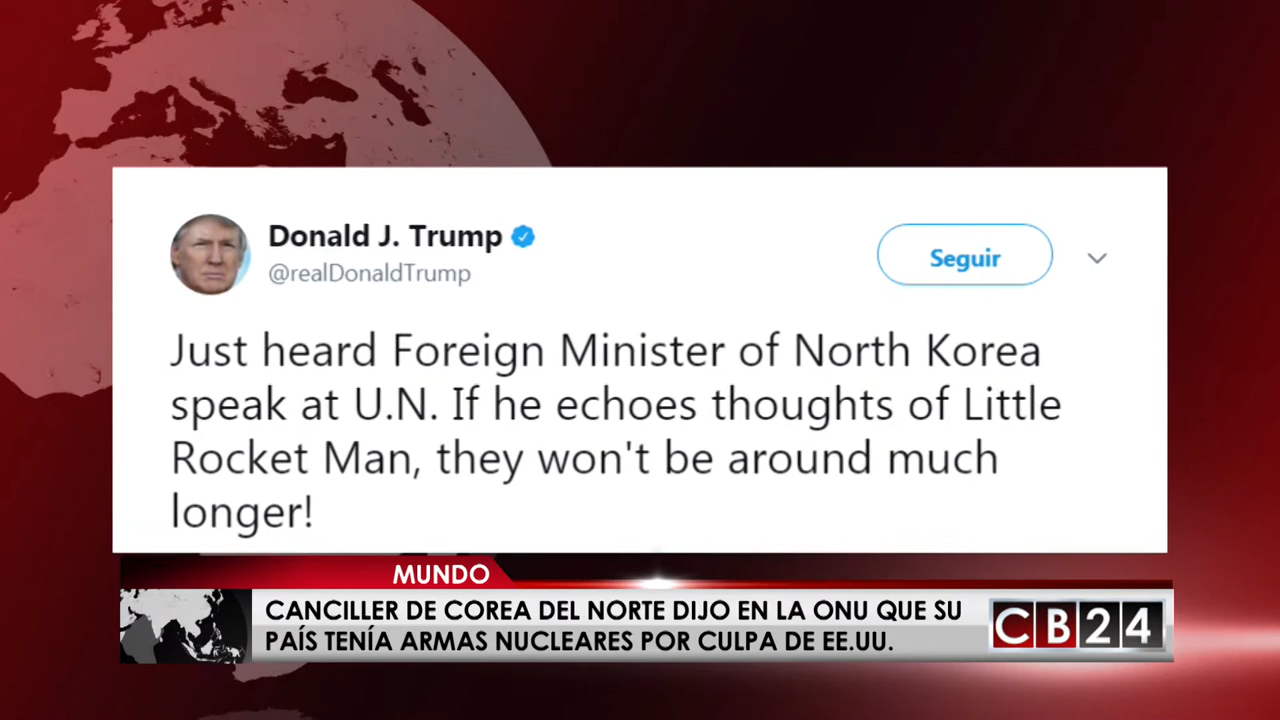 Donald J. Trump
@realDonaldTrump
Seguir
Just heard Foreign Minister of North Korea
speak at U.N. If he echoes thoughts of Little
Rocket Man, they won't be around much
longer!
MUNDO
CANCILLER DE COREA DEL NORTE DIJO EN LA ONU QUE SU
PAÍS TENÍA ARMAS NUCLEARES POR CULPA DE EE.UU.
CB24